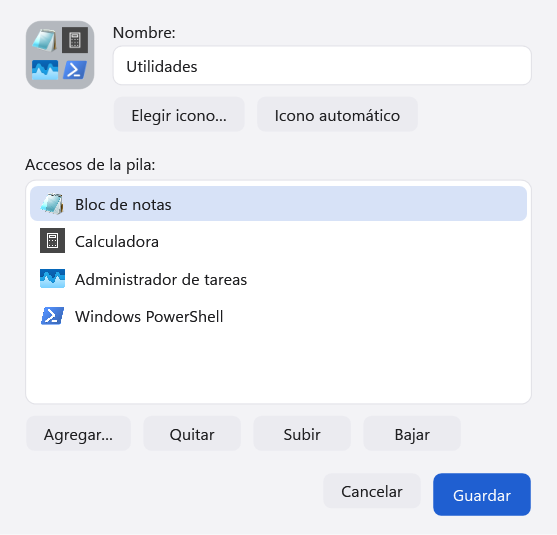 Nombre:
Utilidades
Elegir icono...
Icono automático
Accesos de la pila:
Bloc de notas
Calculadora
Administrador de tareas
Windows PowerShell
Agregar...
Quitar
Subir
Bajar
Cancelar
Guardar